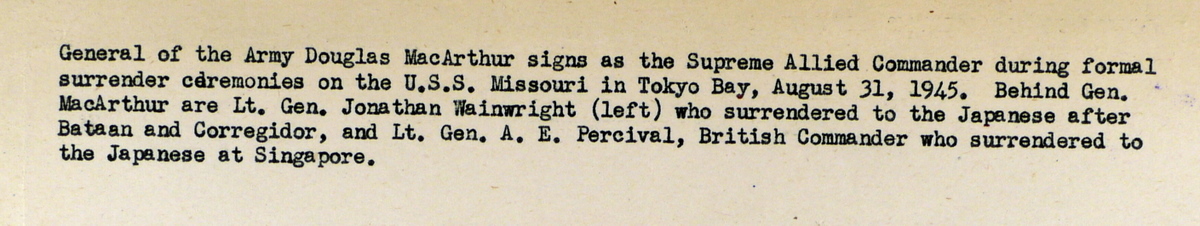 General of the Army Douglas MacArthur signs as the Supreme Allied Commander during formal
surrender ceremonies on the U.S.S. Missouri in Tokyo Bay, August 31, 1945.  Behind Gen.
MacArthur are Lt. Gen. Jonathan Wainwright (left) who surrendered to the Japanese after
Bataan and Corregidor, and Lt. Gen. A. E. Percival, British Commander who surrendered to
the Japanese at Singapore.